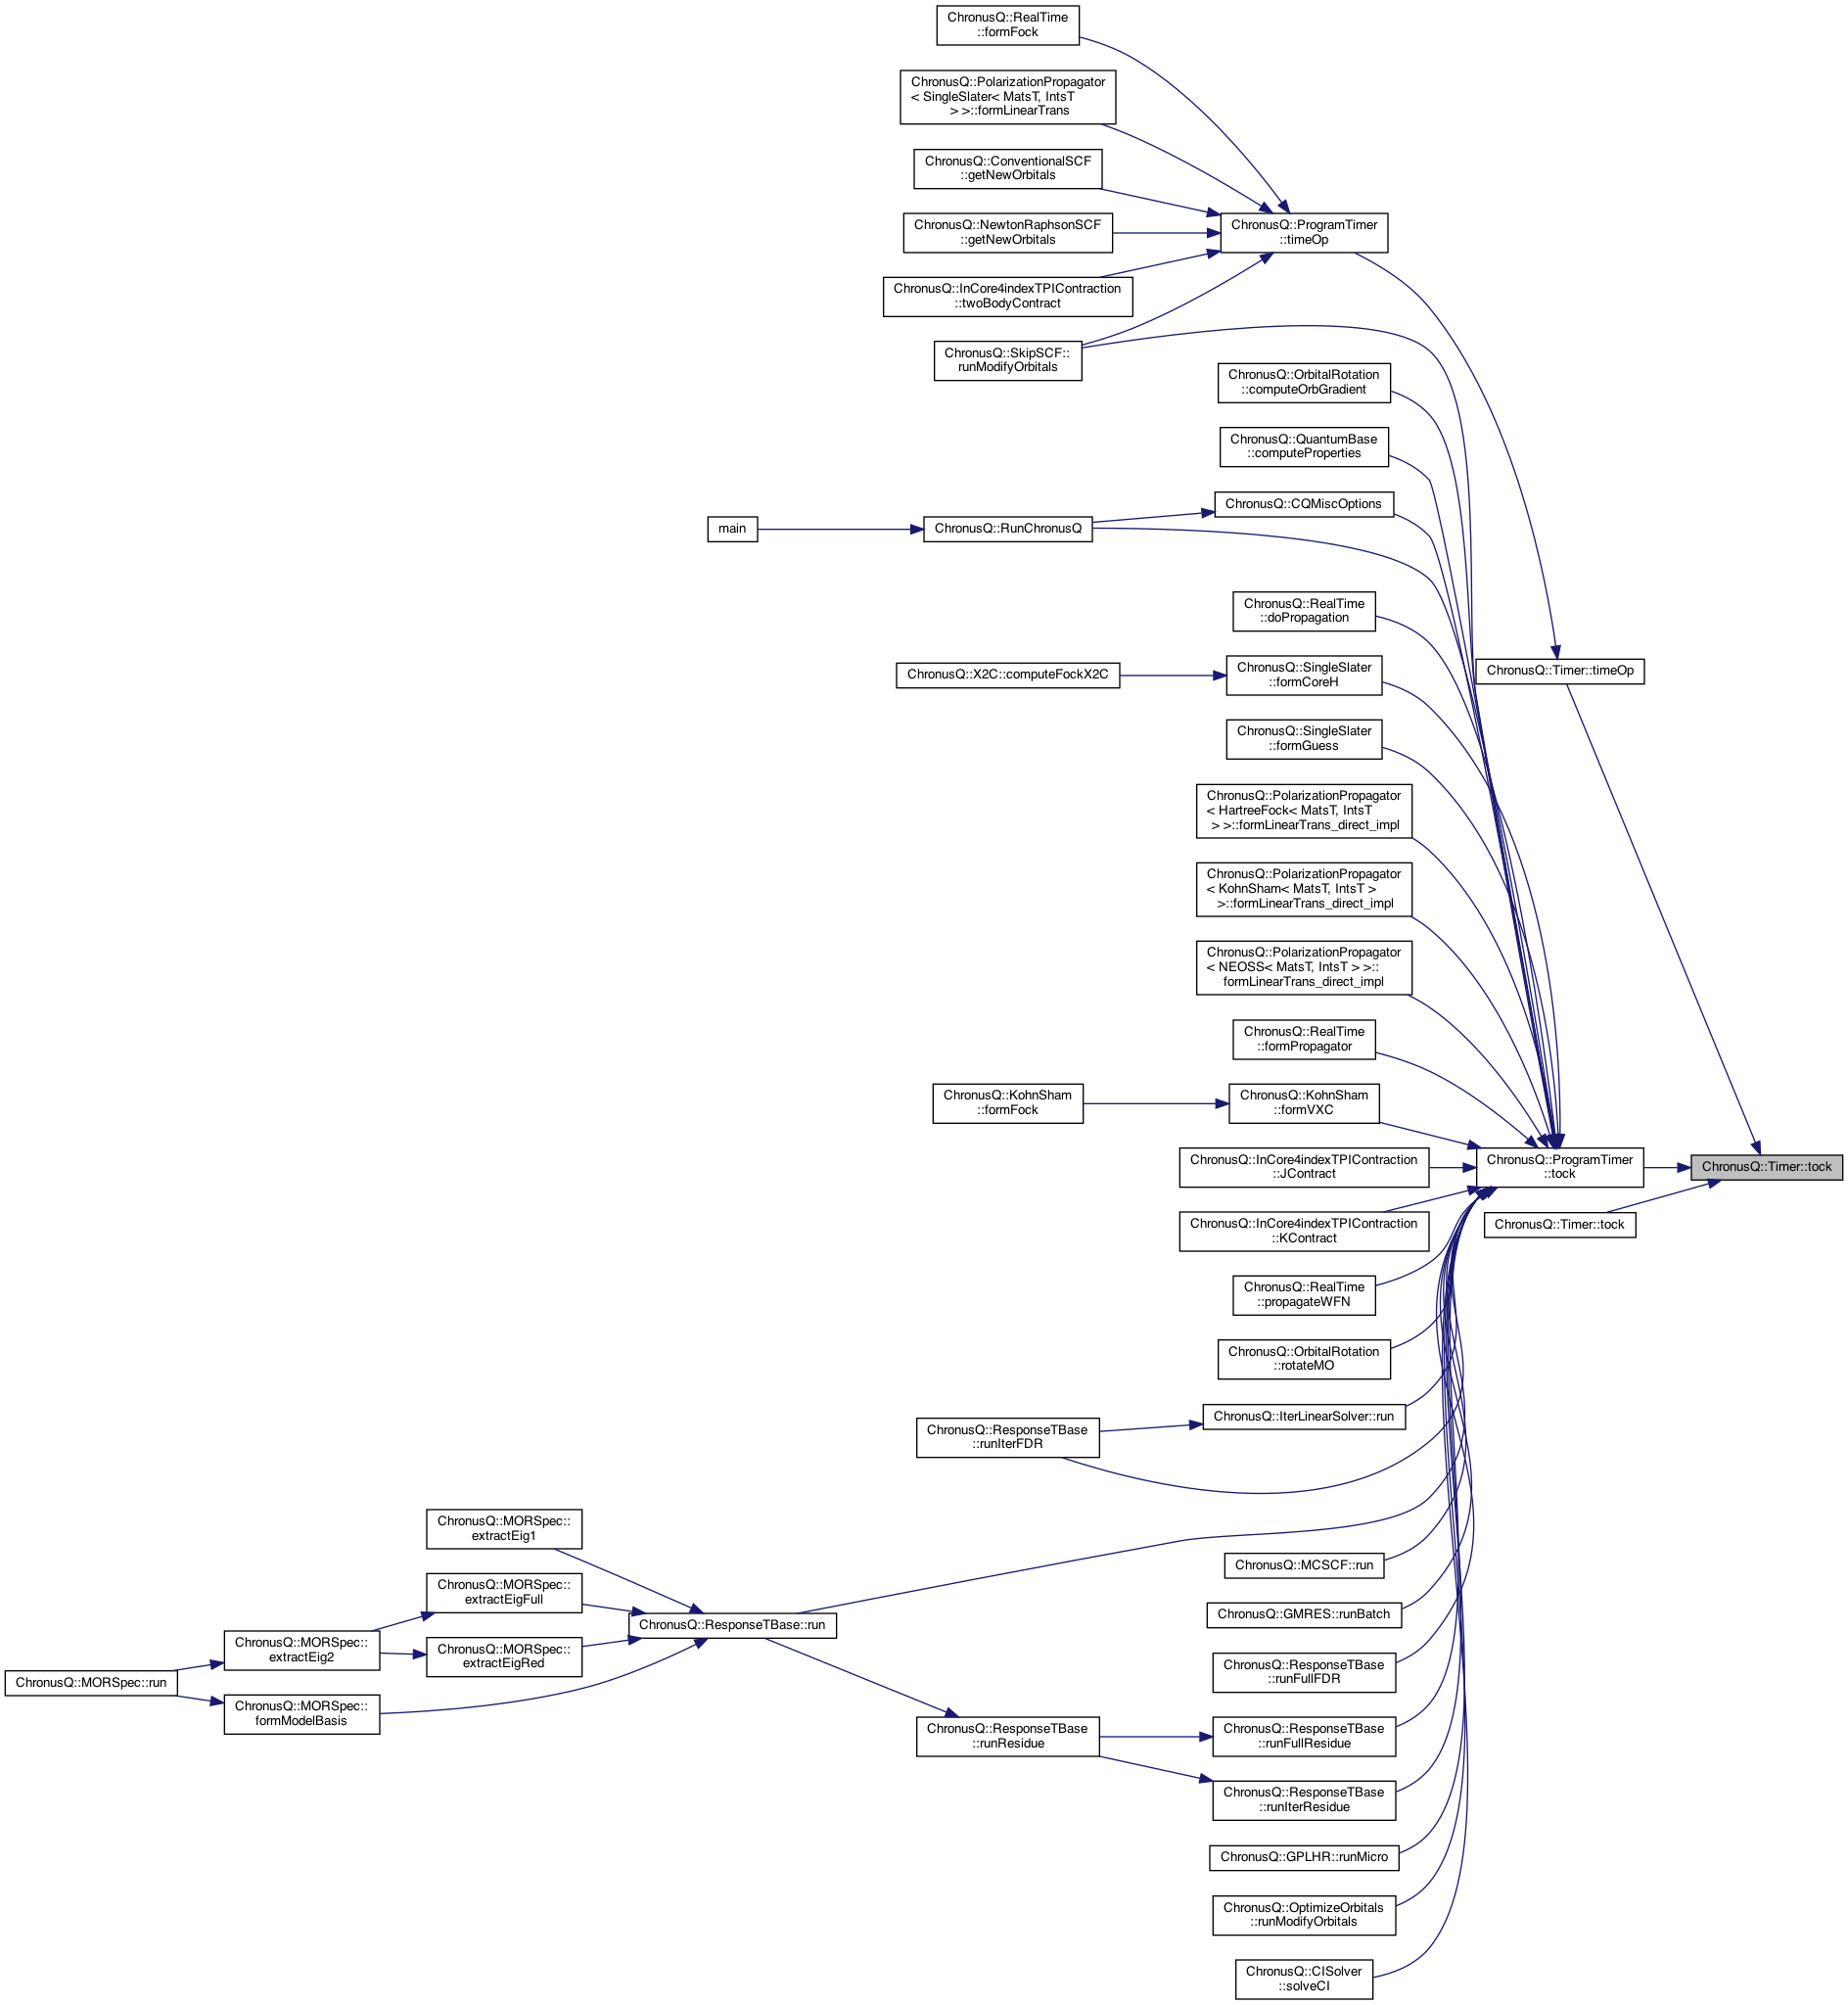 ChronusQ::RealTime
::formFock
ChronusQ::PolarizationPropagator
< SingleSlater< MatsT, IntsT
> >::formLinearTrans
ChronusQ::ConventionalSCF
::getNewOrbitals
ChronusQ::NewtonRaphsonSCF
::getNewOrbitals
ChronusQ::ProgramTimer
::timeOp
ChronusQ::InCore4indexTPIContraction
::twoBodyContract
ChronusQ::SkipSCF::
runModifyOrbitals
ChronusQ::OrbitalRotation
::computeOrbGradient
ChronusQ::QuantumBase
::computeProperties
ChronusQ::CQMiscOptions
main
ChronusQ::RunChronusQ
ChronusQ::RealTime
::doPropagation
ChronusQ::Timer::timeOp
ChronusQ::X2C::computeFockX2C
ChronusQ::SingleSlater
::formCoreH
ChronusQ::SingleSlater
::formGuess
ChronusQ::PolarizationPropagator
< HartreeFock< MatsT, IntsT
> >::formLinearTrans_direct_impl
ChronusQ::PolarizationPropagator
< KohnSham< MatsT, IntsT >
>::formLinearTrans_direct_impl
ChronusQ::PolarizationPropagator
< NEOSS< MatsT, IntsT > >::
formLinearTrans_direct_impl
ChronusQ::RealTime
::formPropagator
ChronusQ::KohnSham
::formFock
ChronusQ::KohnSham
::formVXC
ChronusQ::InCore4indexTPIContraction
::JContract
ChronusQ::ProgramTimer
::tock
ChronusQ::Timer::tock
ChronusQ::InCore4indexTPIContraction
::KContract
ChronusQ::Timer::tock
ChronusQ::RealTime
::propagateWFN
ChronusQ::OrbitalRotation
::rotateMO
ChronusQ::IterLinearSolver::run
ChronusQ::ResponseTBase
::runIterFDR
ChronusQ::MORSpec::
extractEig1
ChronusQ::MCSCF::run
ChronusQ::MORSpec::
extractEigFull
ChronusQ::GMRES::runBatch
ChronusQ::ResponseTBase::run
ChronusQ::MORSpec::
extractEig2
ChronusQ::MORSpec::
extractEigRed
ChronusQ::ResponseTBase
::runFullFDR
ChronusQ::MORSpec::run
ChronusQ::MORSpec::
formModelBasis
ChronusQ::ResponseTBase
::runResidue
ChronusQ::ResponseTBase
::runFullResidue
ChronusQ::ResponseTBase
::runIterResidue
ChronusQ::GPLHR::runMicro
ChronusQ::OptimizeOrbitals
::runModifyOrbitals
ChronusQ::CISolver
::solveCI